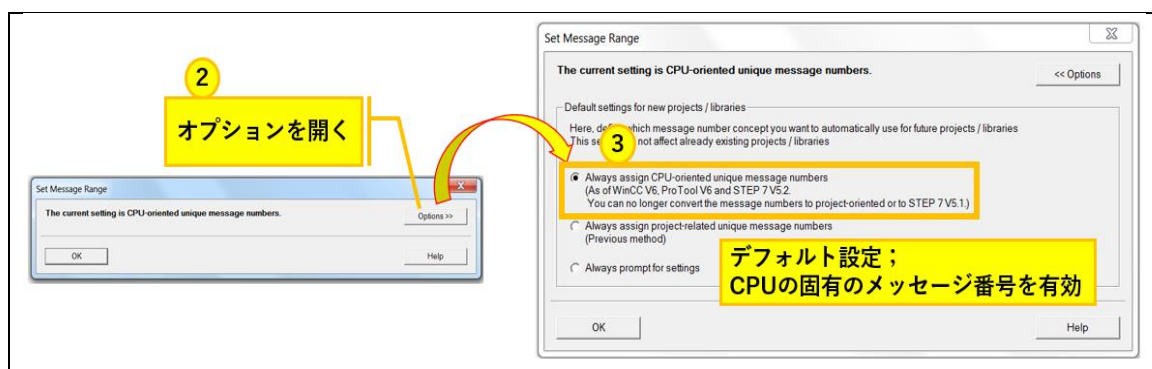 2
オプションを開く
Set Message Range
The current setting is CPU-oriented unique message numbers.
Options >>
OK
Help
Set Message Range
The current setting is CPU-oriented unique message numbers.
<< Options
Default settings for new projects / libraries
Here, define which message number concept you want to automatically use for future projects / libraries
This se not affect already existing projects / libraries
3
Always assign CPU-oriented unique message numbers
(As of WinCC V6, ProTool V6 and STEP 7 V5.2.
You can no longer convert the message numbers to project-oriented or to STEP 7 V5.1.)
Always assign project-related unique message numbers
(Previous method)
Always prompt for settings
デフォルト設定；
CPUの固有のメッセージ番号を有効
OK
Help